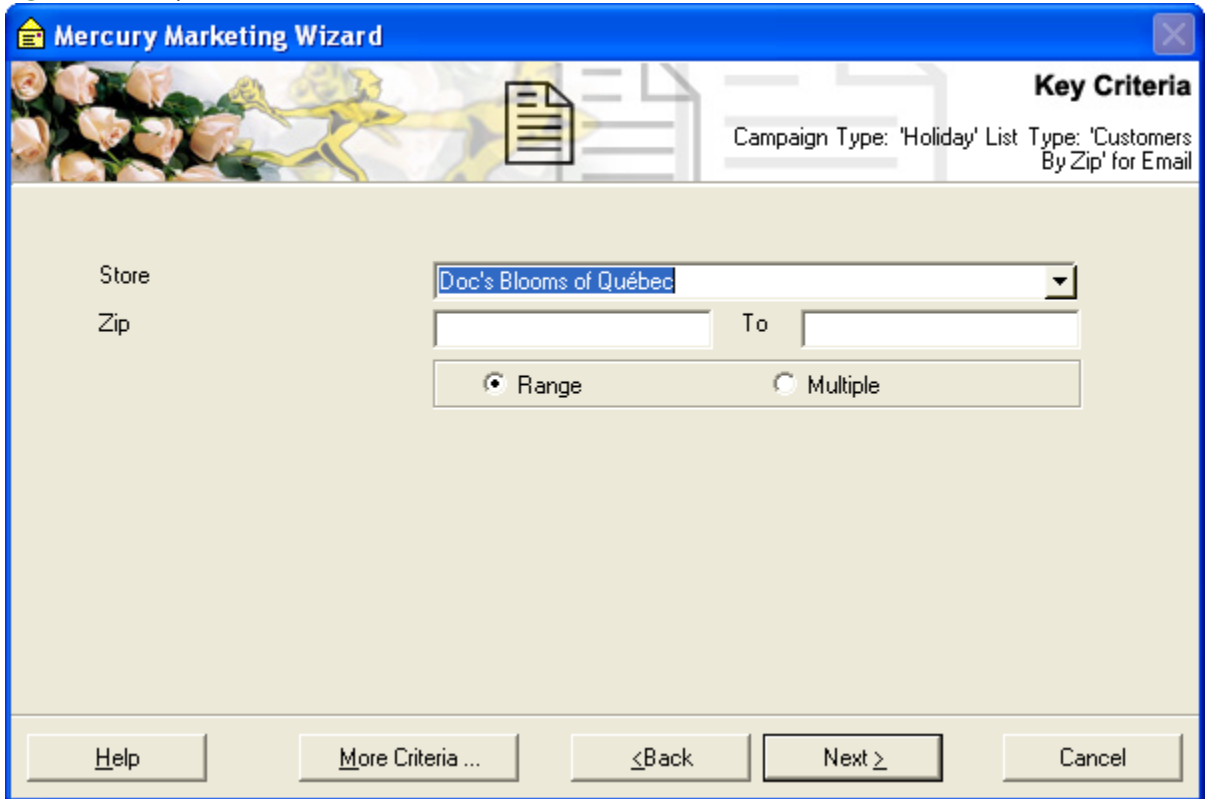 Mercury Marketing Wizard
Key Criteria
Campaign Type: 'Holiday' List Type: 'Customers
By Zip' for Email
Store
Doc's Blooms of Québec
Zip
To
Range
Multiple
Help
More Criteria ...
<Back
Next >
Cancel